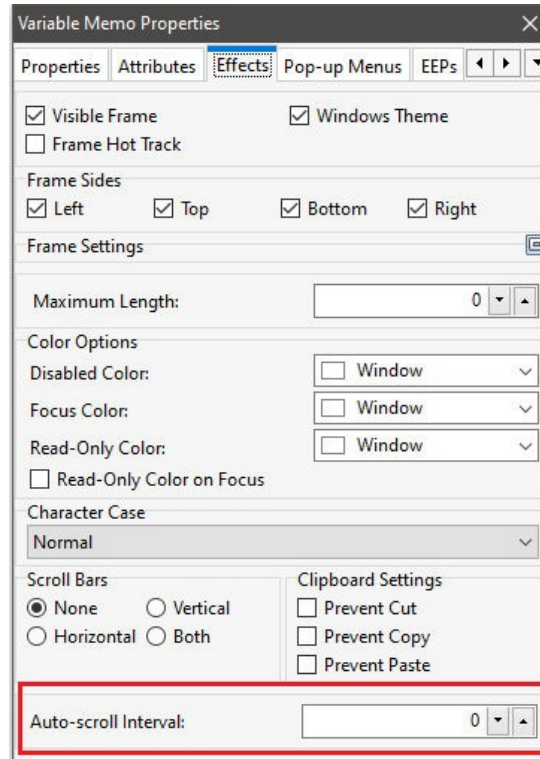 Variable Memo Properties
Properties Attributes Effects Pop-up Menus EEPs
Visible Frame Windows Theme
Frame Hot Track
Frame Sides
Left Top Bottom Right
Frame Settings
Maximum Length: 0
Color Options
Disabled Color: Window
Focus Color: Window
Read-Only Color: Window
Read-Only Color on Focus
Character Case
Normal
Scroll Bars Clipboard Settings
None Vertical Prevent Cut
Horizontal Both Prevent Copy
Prevent Paste
Auto-scroll Interval: 0